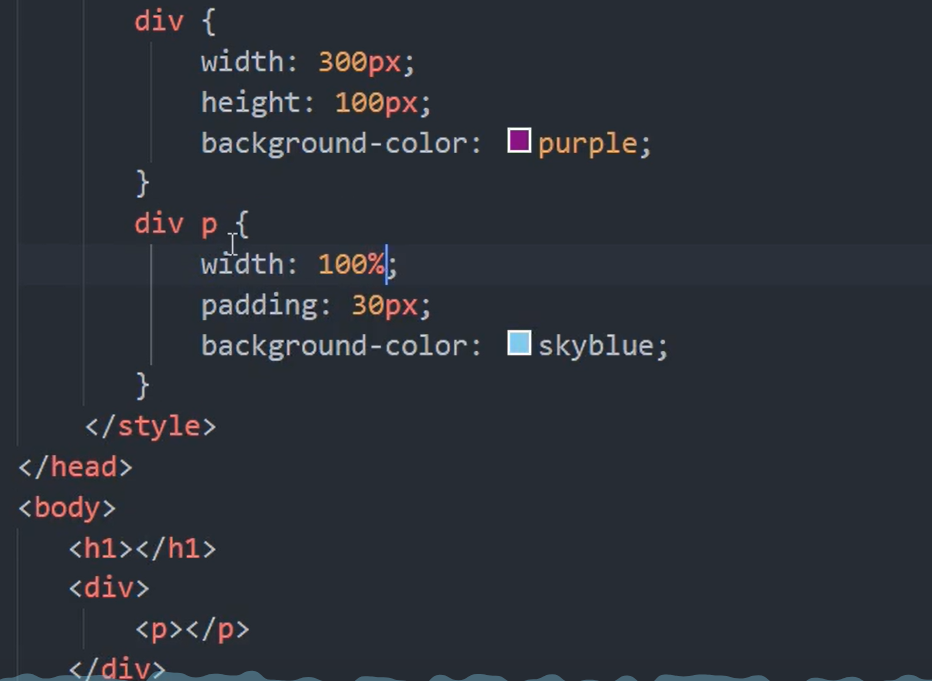 div {
width: 300px;
height: 100px;
background-color: purple;
}
div p {
width: 100%;
padding: 30px;
background-color: skyblue;
}
</style>
</head>
<body>
<h1></h1>
<div>
<p></p>
</div>